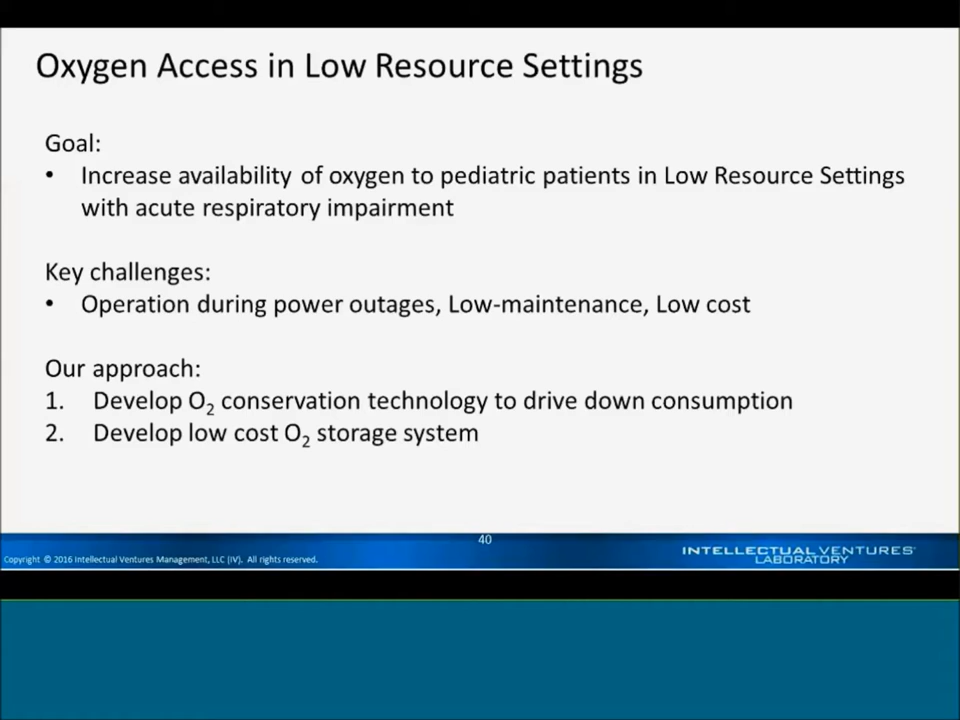 Oxygen Access in Low Resource Settings
Goal:
• Increase availability of oxygen to pediatric patients in Low Resource Settings
with acute respiratory impairment
Key challenges:
• Operation during power outages, Low-maintenance, Low cost
Our approach:
1. Develop O₂ conservation technology to drive down consumption
2. Develop low cost O₂ storage system
40
Copyright © 2016 Intellectual Ventures Management, LLC (IV). All rights reserved.
INTELLECTUAL VENTURES®
LABORATORY